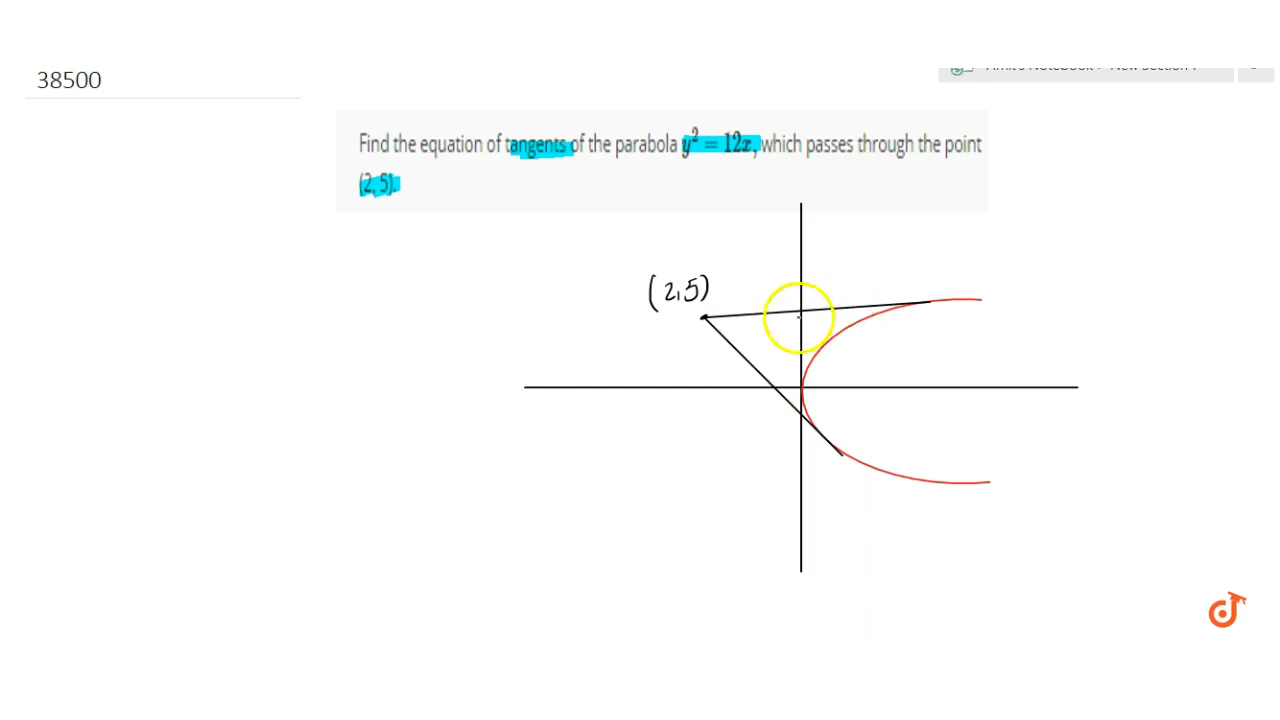 38500
Find the equation of tangents of the parabola y² = 12x, which passes through the point
(2, 5).
(2,5)